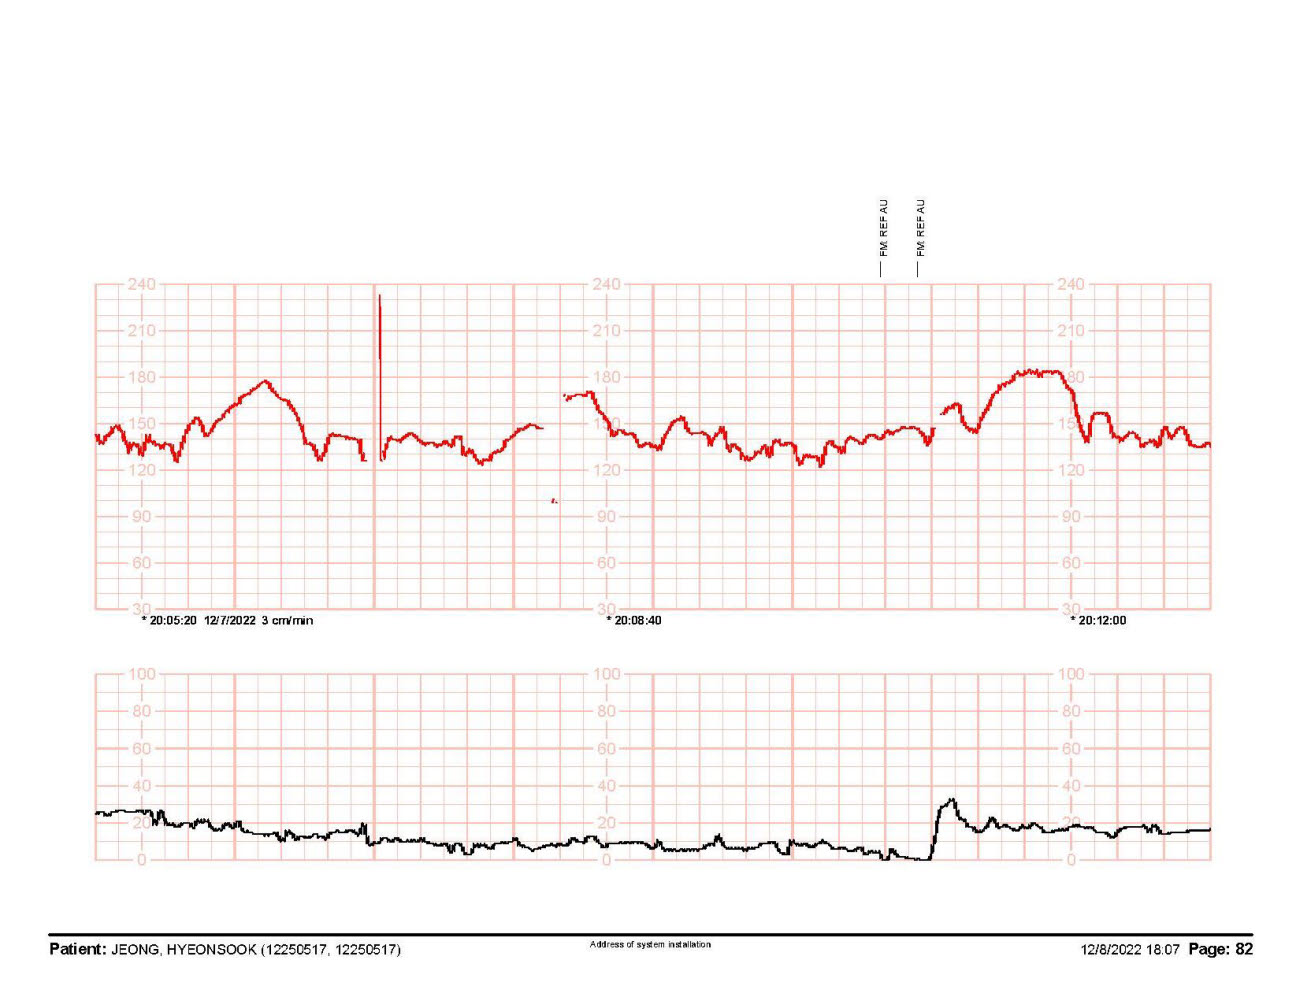 FM: REF AU FM: REF AU
240 240 240
210 210 210
180 180 180
150 150 150
120 120 120
90 90 90
60 60 60
30 30 30
* 20:05:20 12/7/2022 3 cm/min * 20:08:40 * 20:12:00
100 100 100
80 80 80
60 60 60
40 40 40
20 20 20
0 0 0
Patient: JEONG, HYEONSOOK (12250517, 12250517) Address of system installation 12/8/2022 18:07 Page: 82